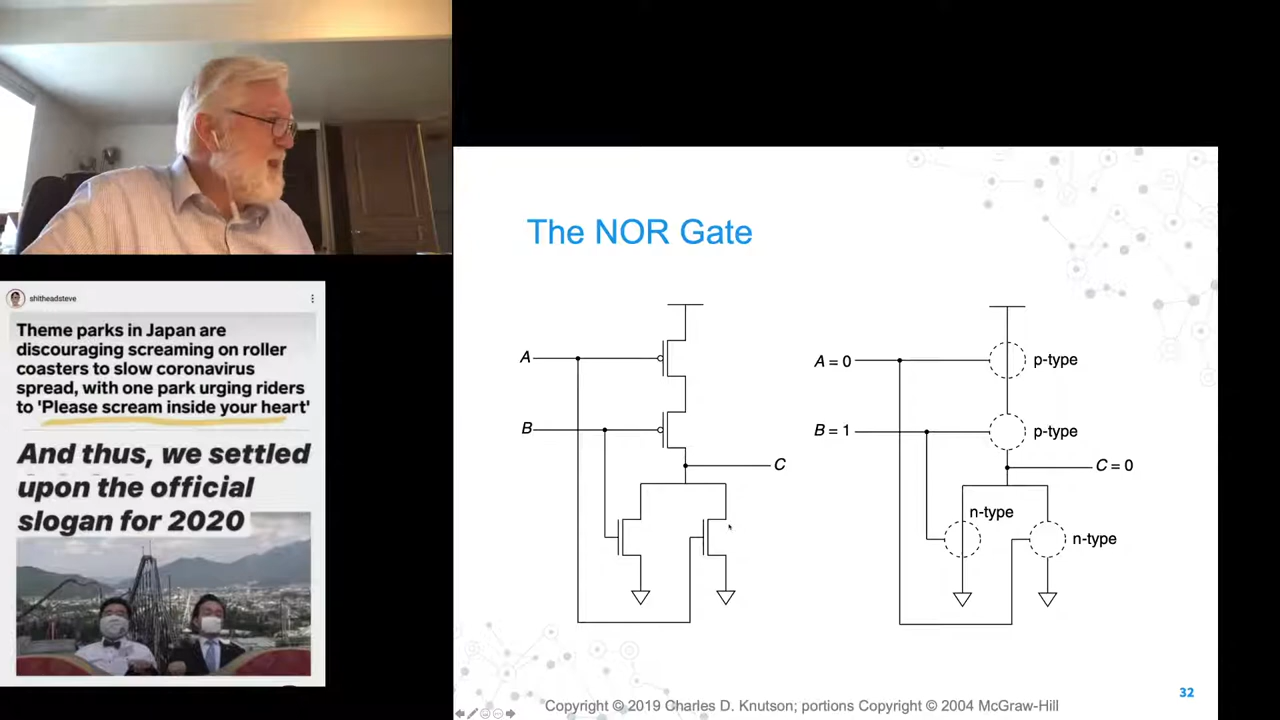 shitheadsteve
Theme parks in Japan are
discouraging screaming on roller
coasters to slow coronavirus
spread, with one park urging riders
to 'Please scream inside your heart'
And thus, we settled
upon the official
slogan for 2020
The NOR Gate
A
B
C
A = 0
p-type
B = 1
p-type
C = 0
n-type
n-type
32
Copyright © 2019 Charles D. Knutson; portions Copyright © 2004 McGraw-Hill